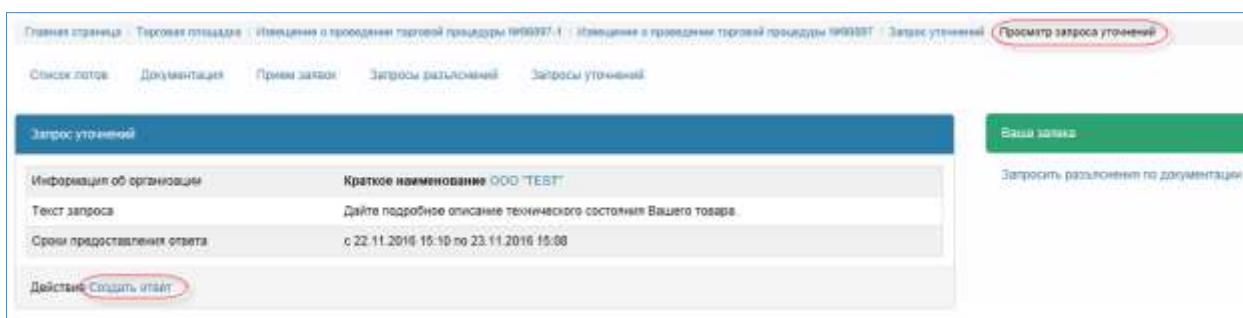 Главная страница / Торговая площадка / Извещение о проведении торговой процедуры №99897-1 / Извещение о проведении торговой процедуры №99897 / Запрос уточнений / Просмотр запроса уточнений
Список лотов Документация Прием заявок Запросы разъяснений Запросы уточнений
Запрос уточнений
Ваша заявка
Информация об организации Краткое наименование ООО "ТЕСТ"
Запросить разъяснения по документации
Текст запроса Дайте подробное описание технического состояния Вашего товара.
Сроки предоставления ответа с 22.11.2016 15:10 по 23.11.2016 15:08
Действия Создать ответ